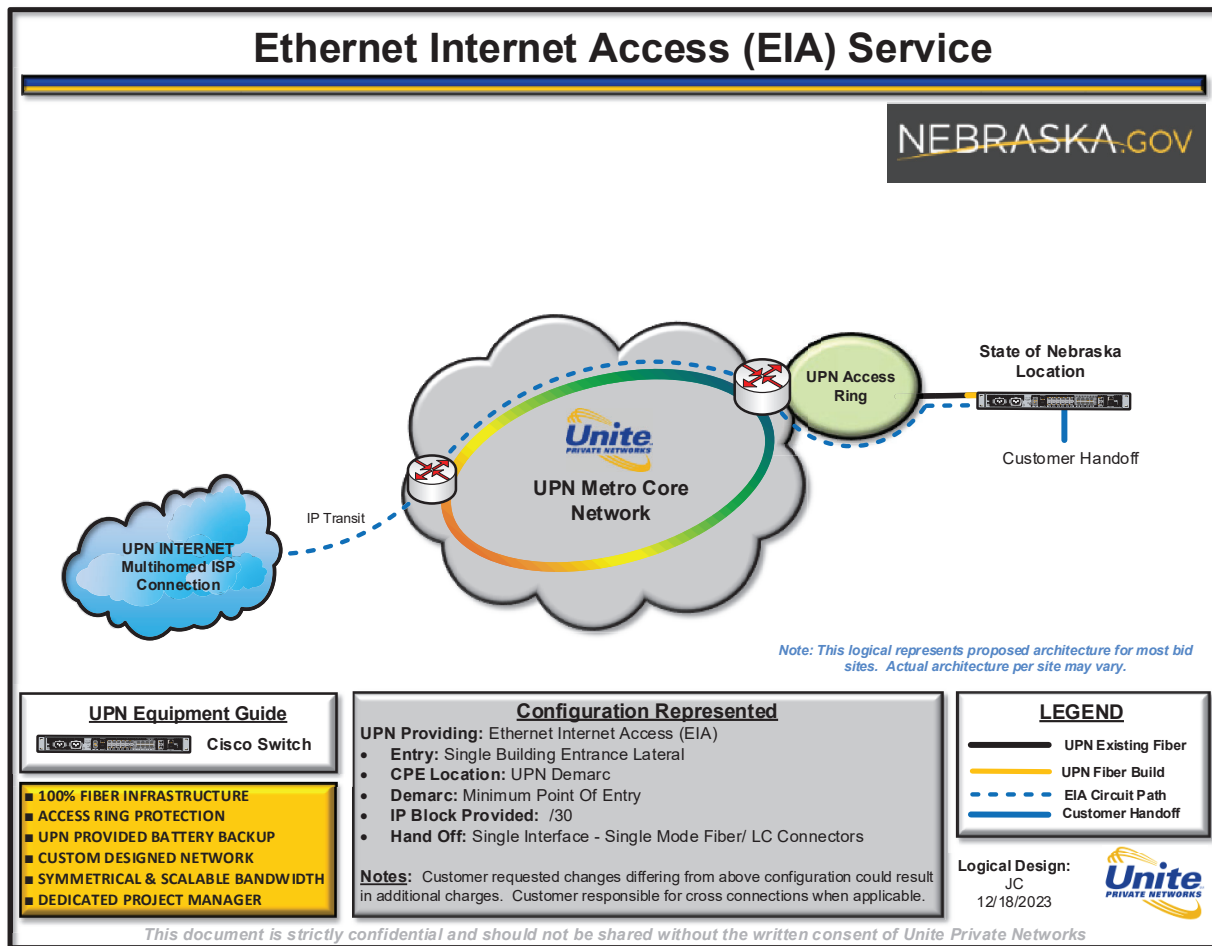 Ethernet Internet Access (EIA) Service
NEBRASKA.GOV
State of Nebraska
Location
UPN Access
Ring
Customer Handoff
Unite
PRIVATE NETWORKS
UPN Metro Core
Network
IP Transit
UPN INTERNET
Multihomed ISP
Connection
Note: This logical represents proposed architecture for most bid
sites. Actual architecture per site may vary.
UPN Equipment Guide
Cisco Switch
■ 100% FIBER INFRASTRUCTURE
■ ACCESS RING PROTECTION
■ UPN PROVIDED BATTERY BACKUP
■ CUSTOM DESIGNED NETWORK
■ SYMMETRICAL & SCALABLE BANDWIDTH
■ DEDICATED PROJECT MANAGER
Configuration Represented
UPN Providing: Ethernet Internet Access (EIA)
• Entry: Single Building Entrance Lateral
• CPE Location: UPN Demarc
• Demarc: Minimum Point Of Entry
• IP Block Provided: /30
• Hand Off: Single Interface - Single Mode Fiber/ LC Connectors
Notes: Customer requested changes differing from above configuration could result
in additional charges. Customer responsible for cross connections when applicable.
LEGEND
UPN Existing Fiber
UPN Fiber Build
EIA Circuit Path
Customer Handoff
Logical Design:
JC
12/18/2023
Unite
PRIVATE NETWORKS
This document is strictly confidential and should not be shared without the written consent of Unite Private Networks